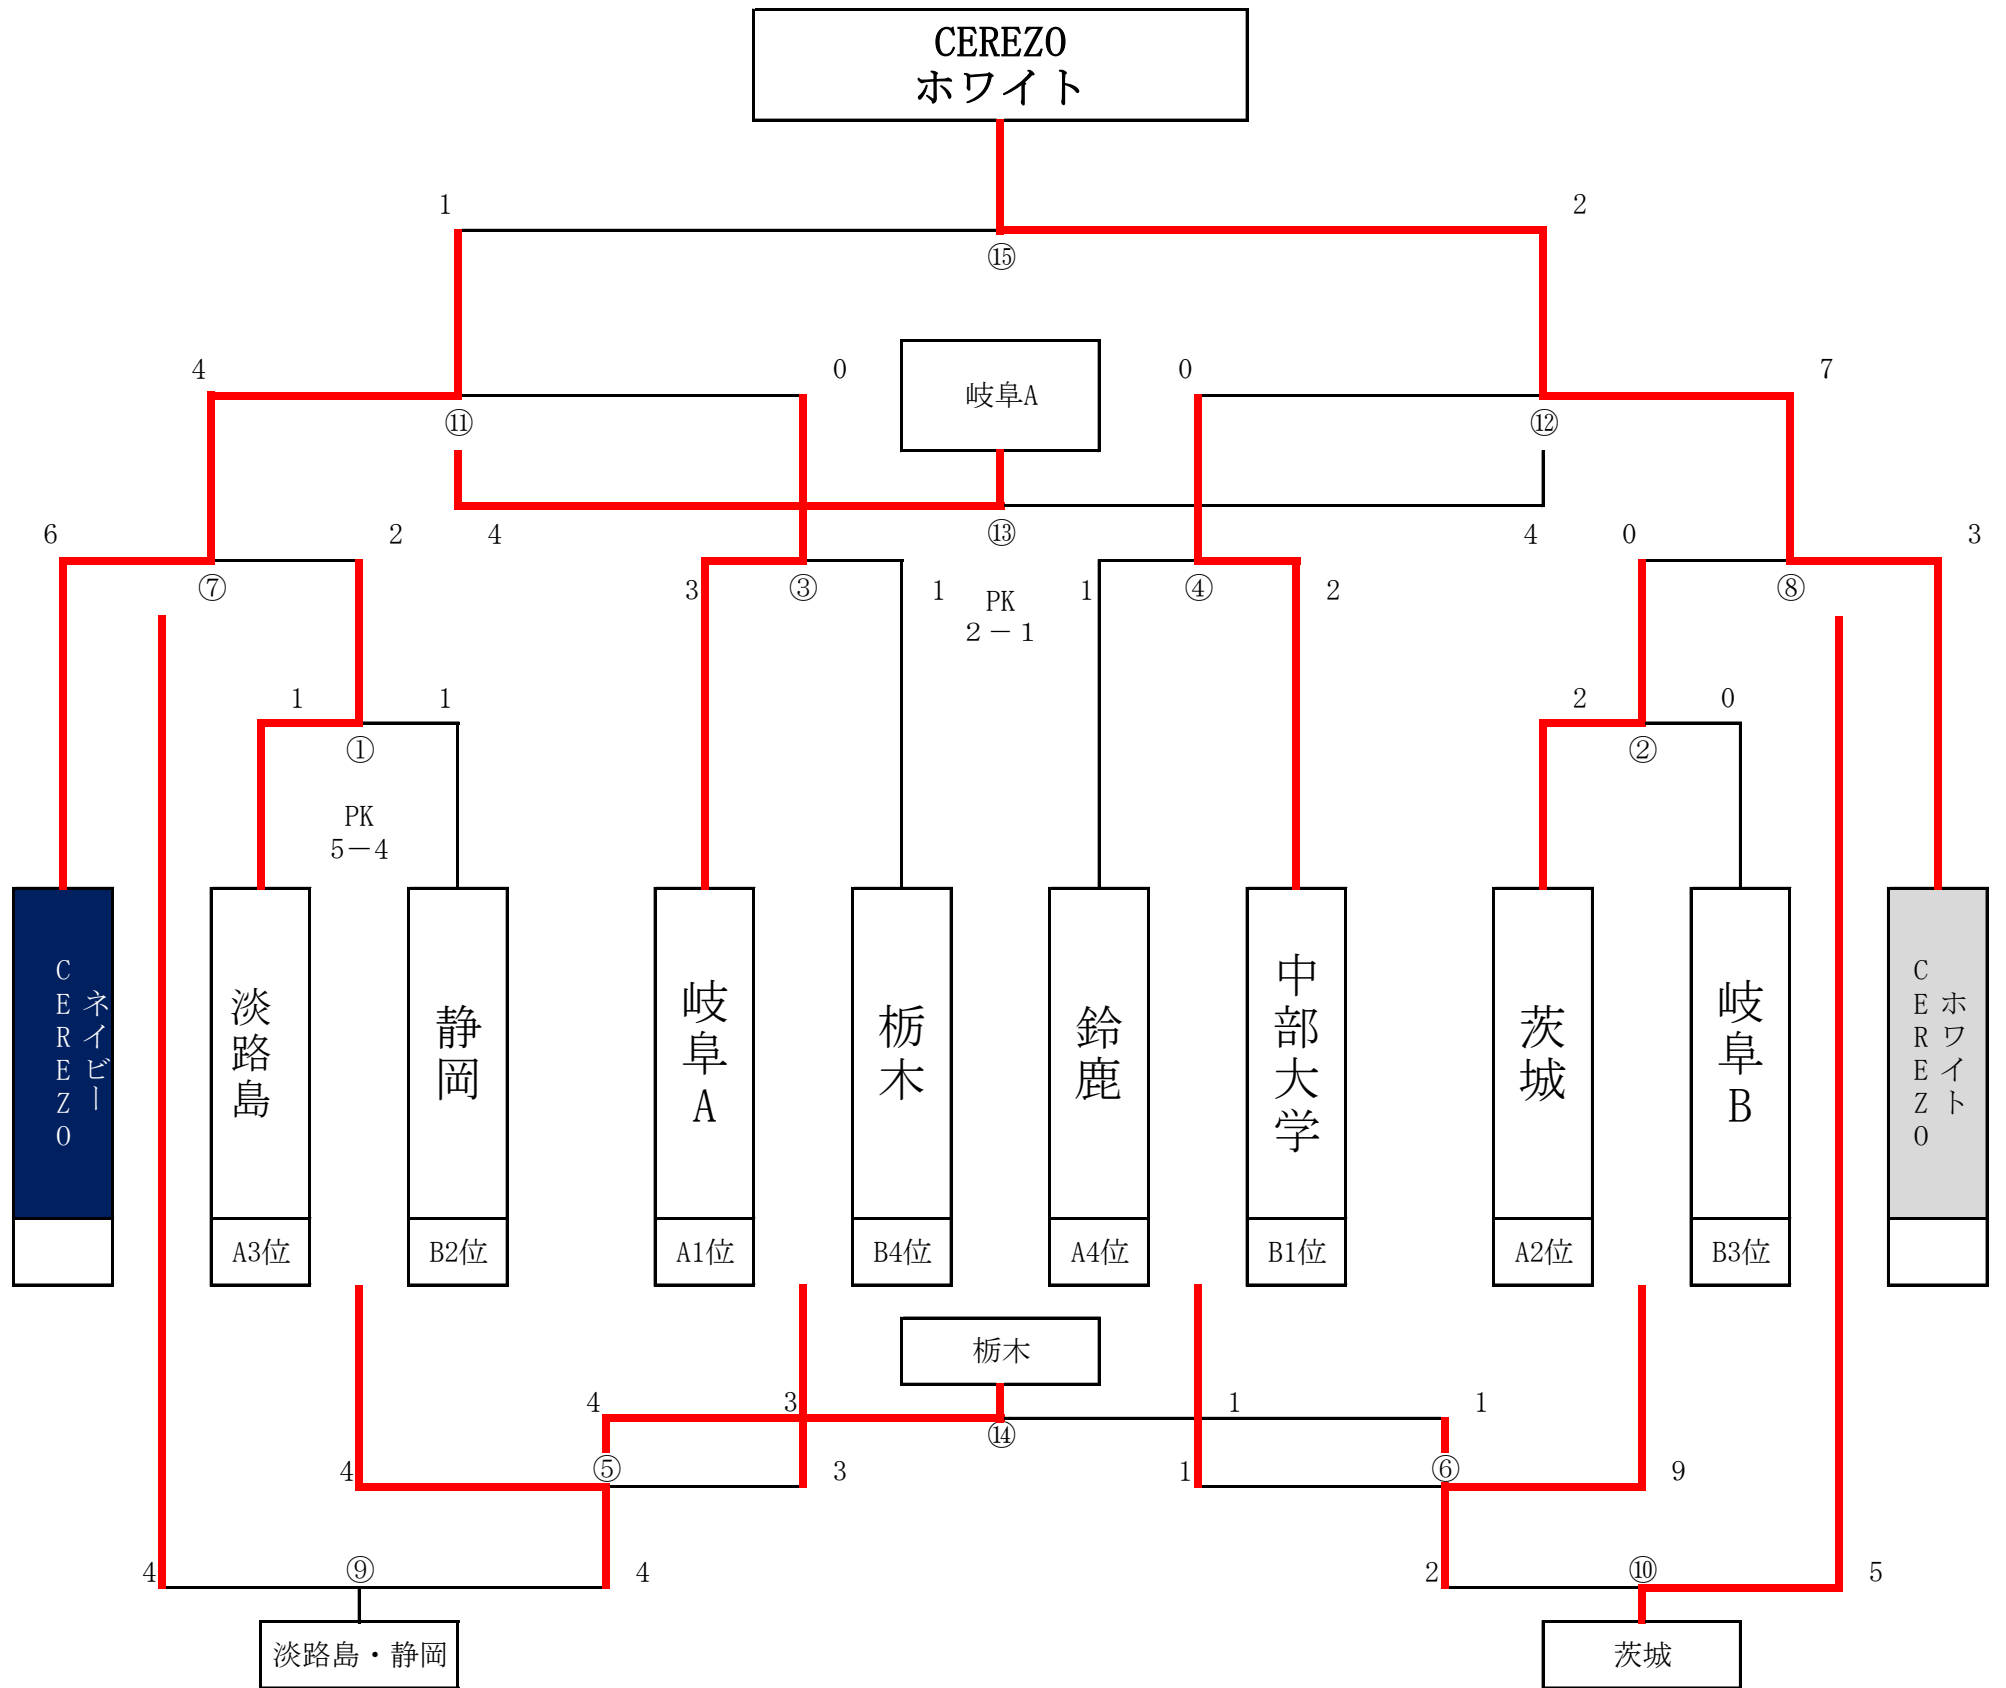 CEREZO
ホワイト
1
2
⑮
4
0
岐阜A
0
7
⑪
⑫
6
2
4
⑬
4
0
3
⑦
3
③
1
PK
2－1
1
④
2
⑧
1
1
2
0
①
②
PK
5－4
CEREZO
ネイビー
淡路島
静岡
岐阜A
栃木
鈴鹿
中部大学
茨城
岐阜B
CEREZO
ホワイト
A3位
B2位
A1位
B4位
A4位
B1位
A2位
B3位
栃木
4
3
1
1
⑭
4
⑤
3
1
⑥
9
4
⑨
4
2
⑩
5
淡路島・静岡
茨城